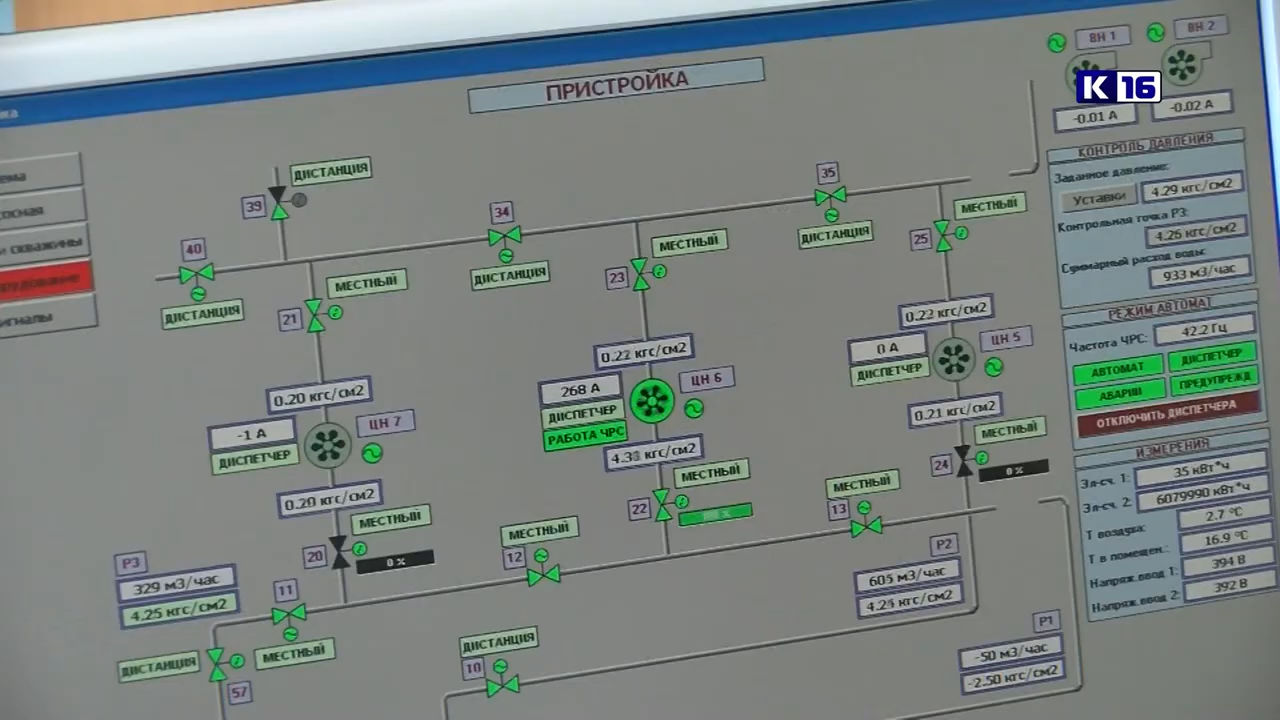 ПРИСТРОЙКА
ВН 1
ВН 2
К 16
-0.01 А
-0.02 А
КОНТРОЛЬ ДАВЛЕНИЯ
Заданное давление:
Уставки
4.29 кгс/см2
Контрольная точка Р3:
4.26 кгс/см2
Суммарный расход воды:
933 м3/час
РЕЖИМ АВТОМАТ
Частота ЧРС:
42.2 Гц
АВТОМАТ
ДИСПЕТЧЕР
АВАРИИ
ПРЕДУПРЕЖД
ОТКЛЮЧИТЬ ДИСПЕТЧЕРА
ИЗМЕРЕНИЯ
Эл-сч. 1:
35 кВт*ч
Эл-сч. 2:
6079990 кВт*ч
Т воздуха:
2.7 °С
Т в помещен.:
16.9 °С
Напряж.ввод 1:
394 В
Напряж.ввод 2:
392 В
скважины
39
ДИСТАНЦИЯ
40
ДИСТАНЦИЯ
34
ДИСТАНЦИЯ
35
ДИСТАНЦИЯ
21
МЕСТНЫЙ
23
МЕСТНЫЙ
25
МЕСТНЫЙ
0.20 кгс/см2
-1 А
ДИСПЕТЧЕР
ЦН 7
0.20 кгс/см2
0.22 кгс/см2
268 А
ДИСПЕТЧЕР
РАБОТА ЧРС
ЦН 6
0.22 кгс/см2
0 А
ДИСПЕТЧЕР
ЦН 5
0.21 кгс/см2
20
МЕСТНЫЙ
0 %
22
МЕСТНЫЙ
24
МЕСТНЫЙ
0 %
Р3
329 м3/час
4.25 кгс/см2
11
МЕСТНЫЙ
12
МЕСТНЫЙ
13
МЕСТНЫЙ
ДИСТАНЦИЯ
57
ДИСТАНЦИЯ
10
Р2
605 м3/час
4.25 кгс/см2
Р1
-50 м3/час
-2.50 кгс/см2